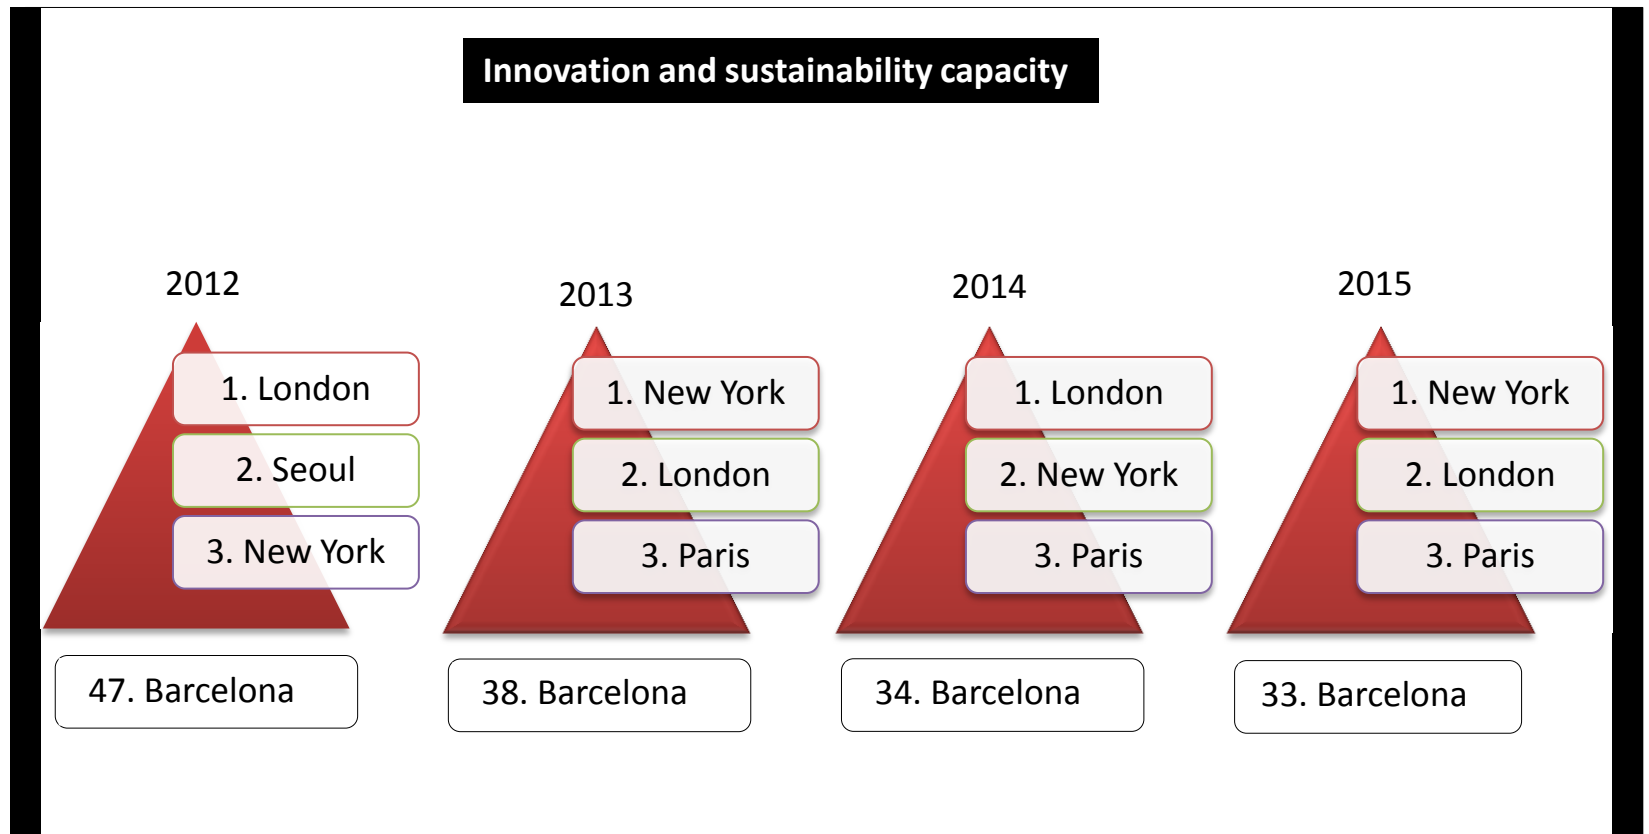 Innovation and sustainability capacity
2012
1. London
2. Seoul
3. New York
47. Barcelona
2013
1. New York
2. London
3. Paris
38. Barcelona
2014
1. London
2. New York
3. Paris
34. Barcelona
2015
1. New York
2. London
3. Paris
33. Barcelona